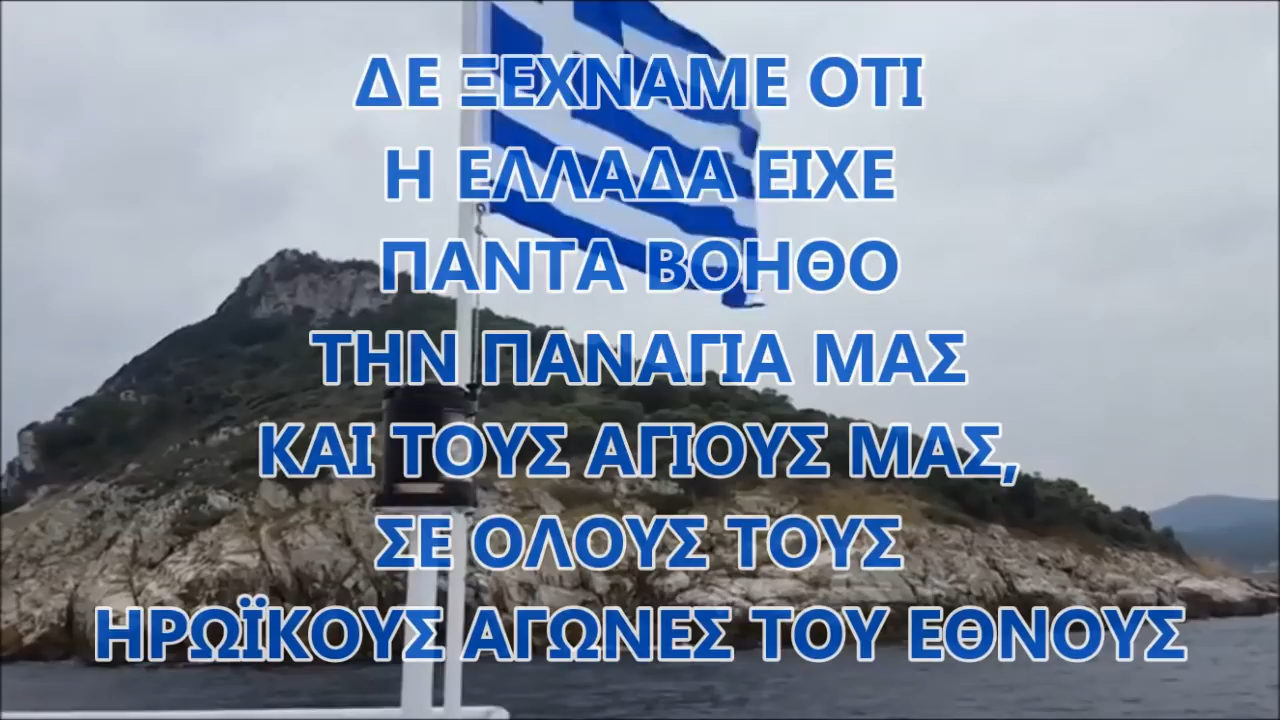 ΔΕ ΞΕΧΝΑΜΕ ΟΤΙ
Η ΕΛΛΑΔΑ ΕΙΧΕ
ΠΑΝΤΑ ΒΟΗΘΟ
ΤΗΝ ΠΑΝΑΓΙΑ ΜΑΣ
ΚΑΙ ΤΟΥΣ ΑΓΙΟΥΣ ΜΑΣ,
ΣΕ ΟΛΟΥΣ ΤΟΥΣ
ΗΡΩΪΚΟΥΣ ΑΓΩΝΕΣ ΤΟΥ ΕΘΝΟΥΣ